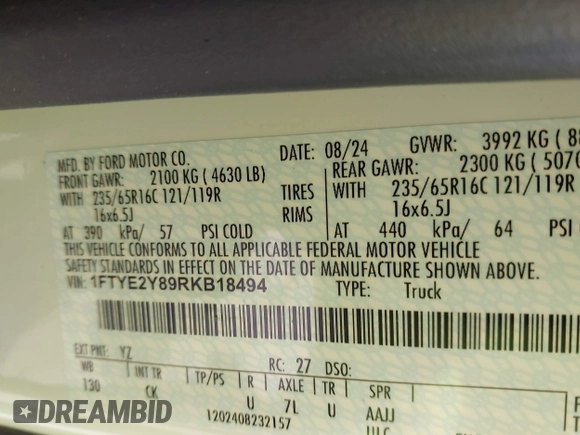 MFD. BY FORD MOTOR CO. DATE: 08/24 GVWR: 3992 KG ( 88
FRONT GAWR: 2100 KG ( 4630 LB) REAR GAWR: 2300 KG ( 507
WITH 235/65R16C 121/119R TIRES WITH 235/65R16C 121/119R
16x6.5J RIMS 16x6.5J
AT 390 kPa/ 57 PSI COLD AT 440 kPa/ 64 PSI
THIS VEHICLE CONFORMS TO ALL APPLICABLE FEDERAL MOTOR VEHICLE
SAFETY STANDARDS IN EFFECT ON THE DATE OF MANUFACTURE SHOWN ABOVE.
VIN: 1FTYE2Y89RKB18494 TYPE: Truck
EXT PNT: YZ RC: 27 DSO:
WB INT TR TP/PS R AXLE TR SPR
130 CK U 7L U AAJJ
1202408232157
DREAMBID